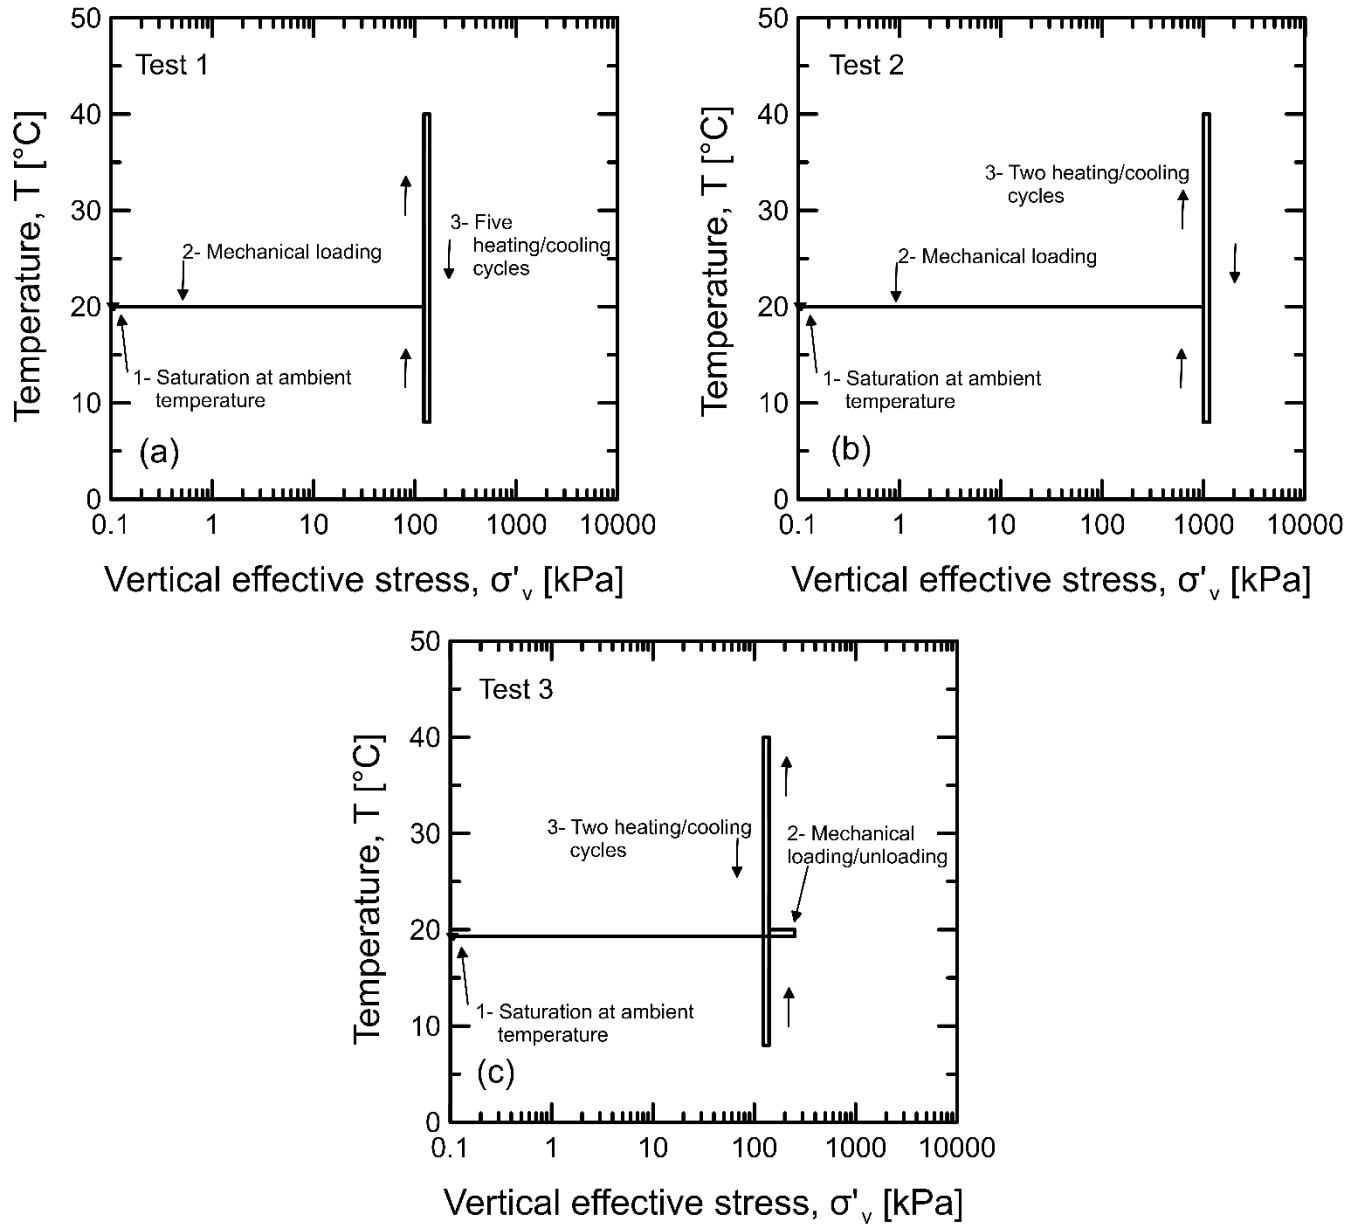 50
40
30
20
10
0
Temperature, T [°C]
Test 1
2- Mechanical loading
3- Five
heating/cooling
cycles
1- Saturation at ambient
temperature
(a)
0.1 1 10 100 1000 10000
Vertical effective stress, σ'v [kPa]
50
40
30
20
10
0
Temperature, T [°C]
Test 2
3- Two heating/cooling
cycles
2- Mechanical loading
1- Saturation at ambient
temperature
(b)
0.1 1 10 100 1000 10000
Vertical effective stress, σ'v [kPa]
50
40
30
20
10
0
Temperature, T [°C]
Test 3
3- Two heating/cooling
cycles
2- Mechanical
loading/unloading
1- Saturation at ambient
temperature
(c)
0.1 1 10 100 1000 10000
Vertical effective stress, σ'v [kPa]